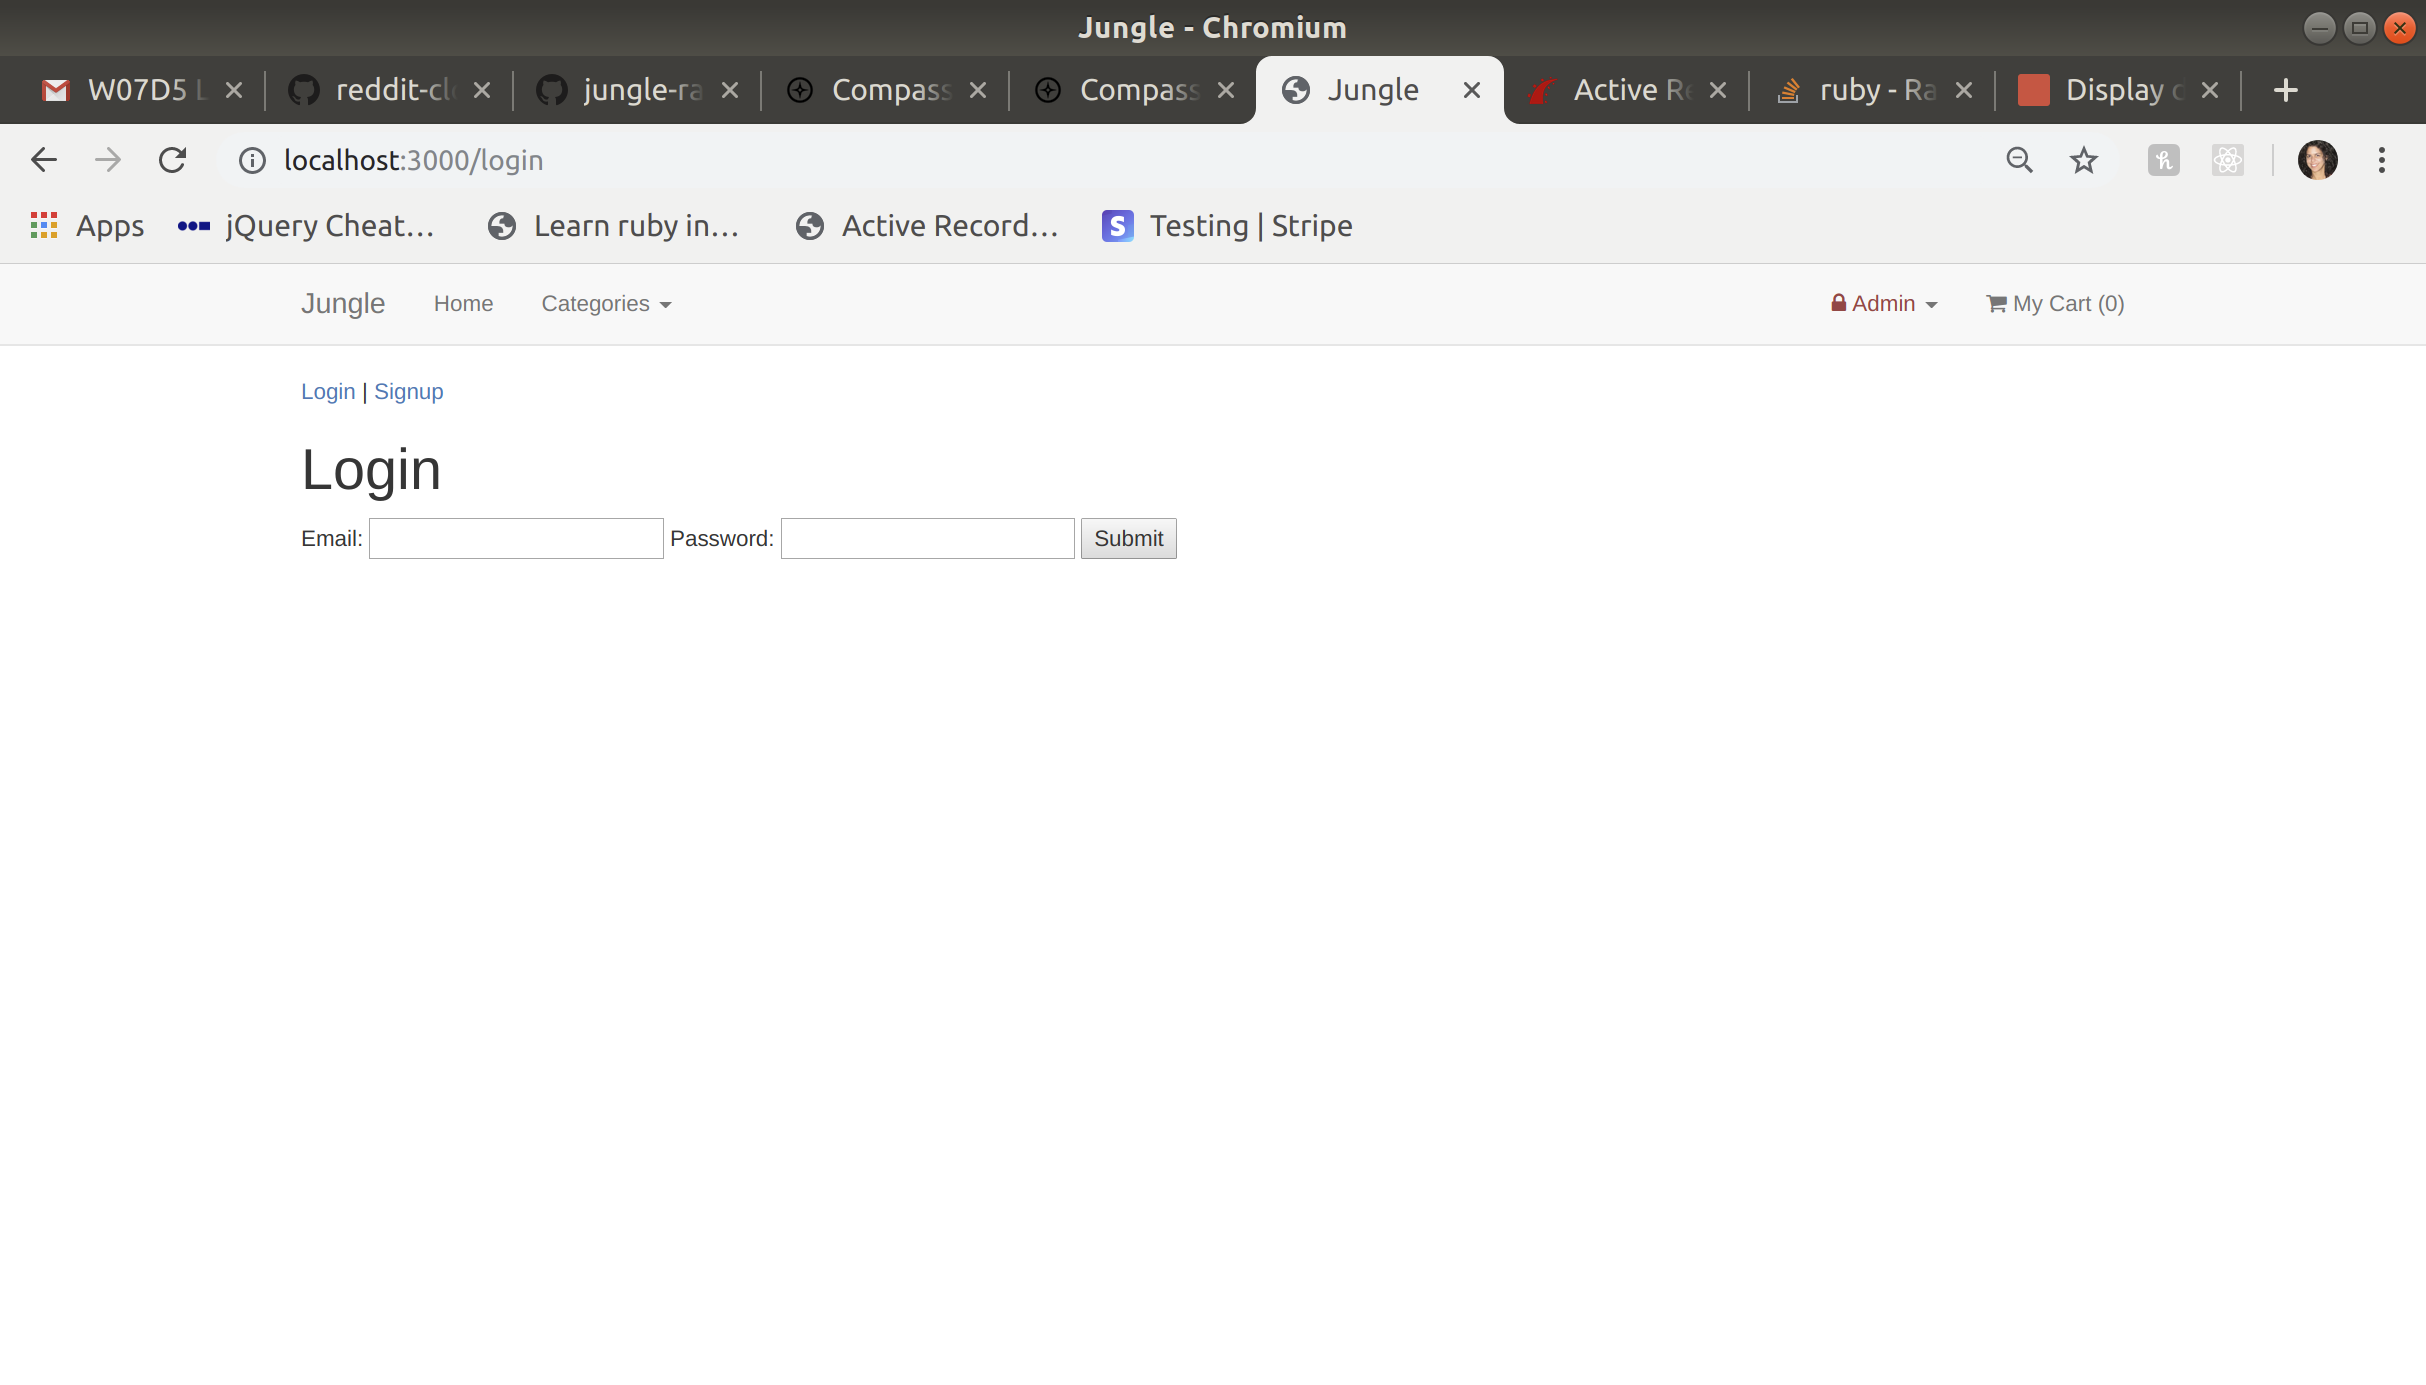 Jungle - Chromium
W07D5 L reddit-cl jungle-ra Compass Compass Jungle Active Re ruby - Ra Display
localhost:3000/login
Apps jQuery Cheat… Learn ruby in… Active Record… Testing | Stripe
Jungle Home Categories Admin My Cart (0)
Login | Signup
Login
Email: Password: Submit